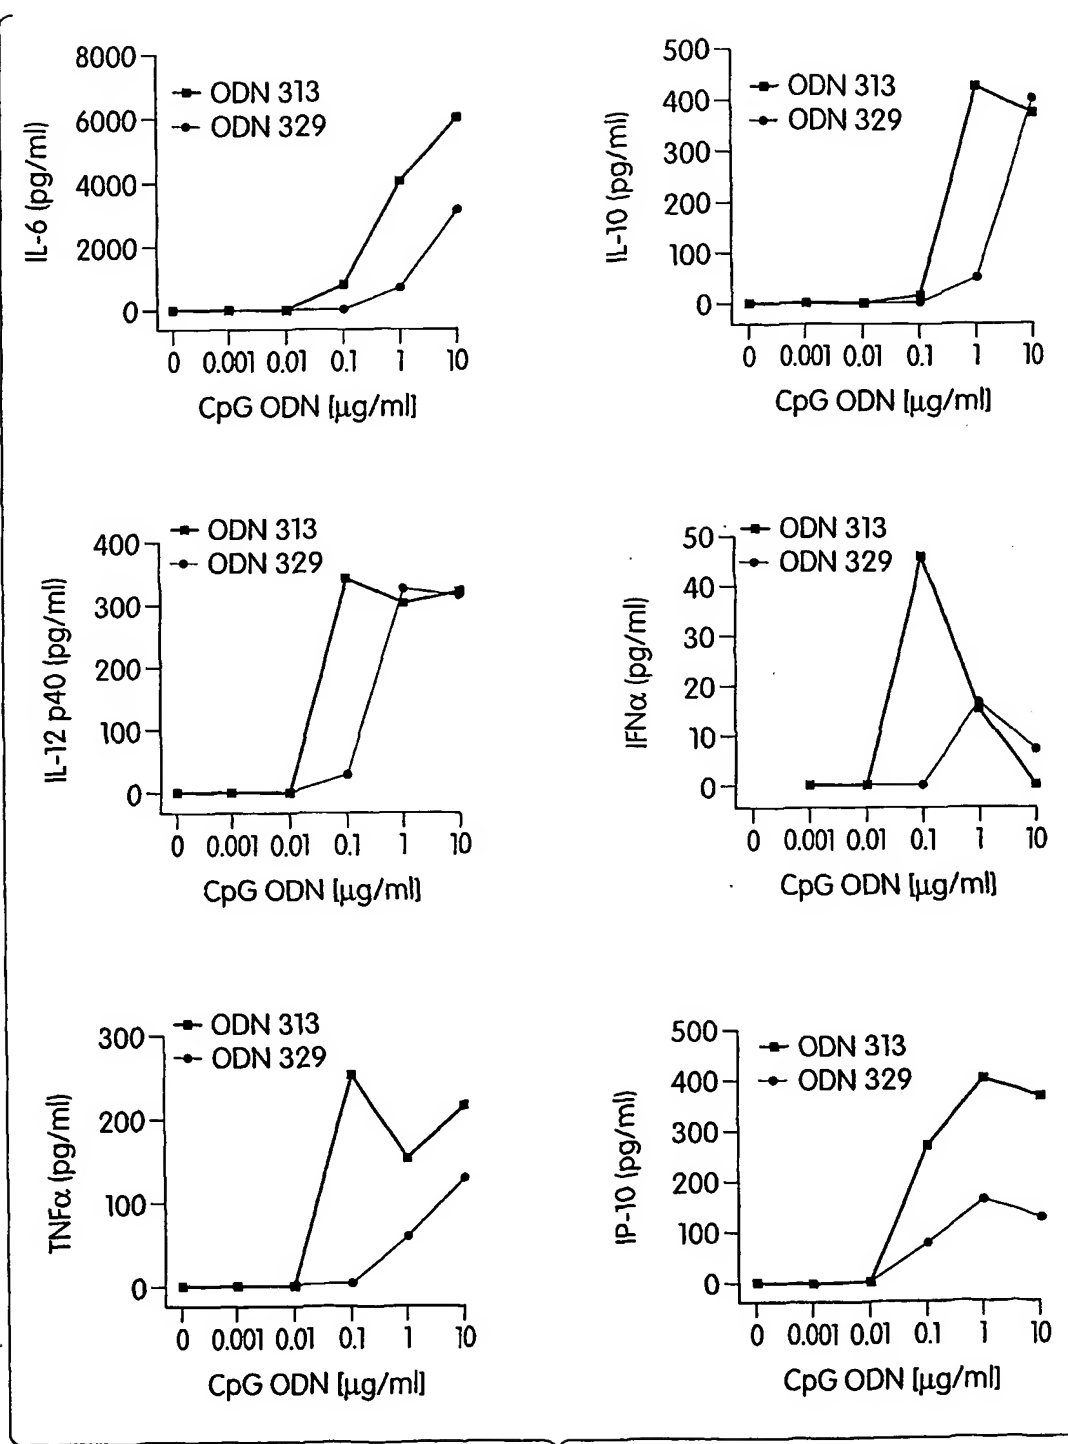 8000
6000
4000
2000
0
IL-6 (pg/ml)
ODN 313
ODN 329
0 0.001 0.01 0.1 1 10
CpG ODN [μg/ml]
500
400
300
200
100
0
IL-10 (pg/ml)
ODN 313
ODN 329
0 0.001 0.01 0.1 1 10
CpG ODN [μg/ml]
400
300
200
100
0
IL-12 p40 (pg/ml)
ODN 313
ODN 329
0 0.001 0.01 0.1 1 10
CpG ODN [μg/ml]
50
40
30
20
10
0
IFNα (pg/ml)
ODN 313
ODN 329
0 0.001 0.01 0.1 1 10
CpG ODN [μg/ml]
300
200
100
0
TNFα (pg/ml)
ODN 313
ODN 329
0 0.001 0.01 0.1 1 10
CpG ODN [μg/ml]
500
400
300
200
100
0
IP-10 (pg/ml)
ODN 313
ODN 329
0 0.001 0.01 0.1 1 10
CpG ODN [μg/ml]